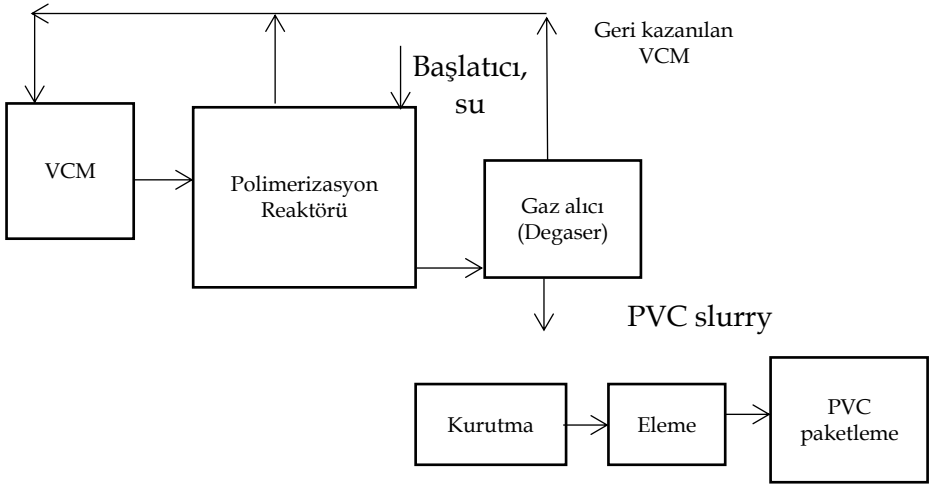 Geri kazanılan
VCM
Başlatıcı,
su
VCM
Polimerizasyon
Reaktörü
Gaz alıcı
(Degaser)
PVC slurry
Kurutma
Eleme
PVC
paketleme